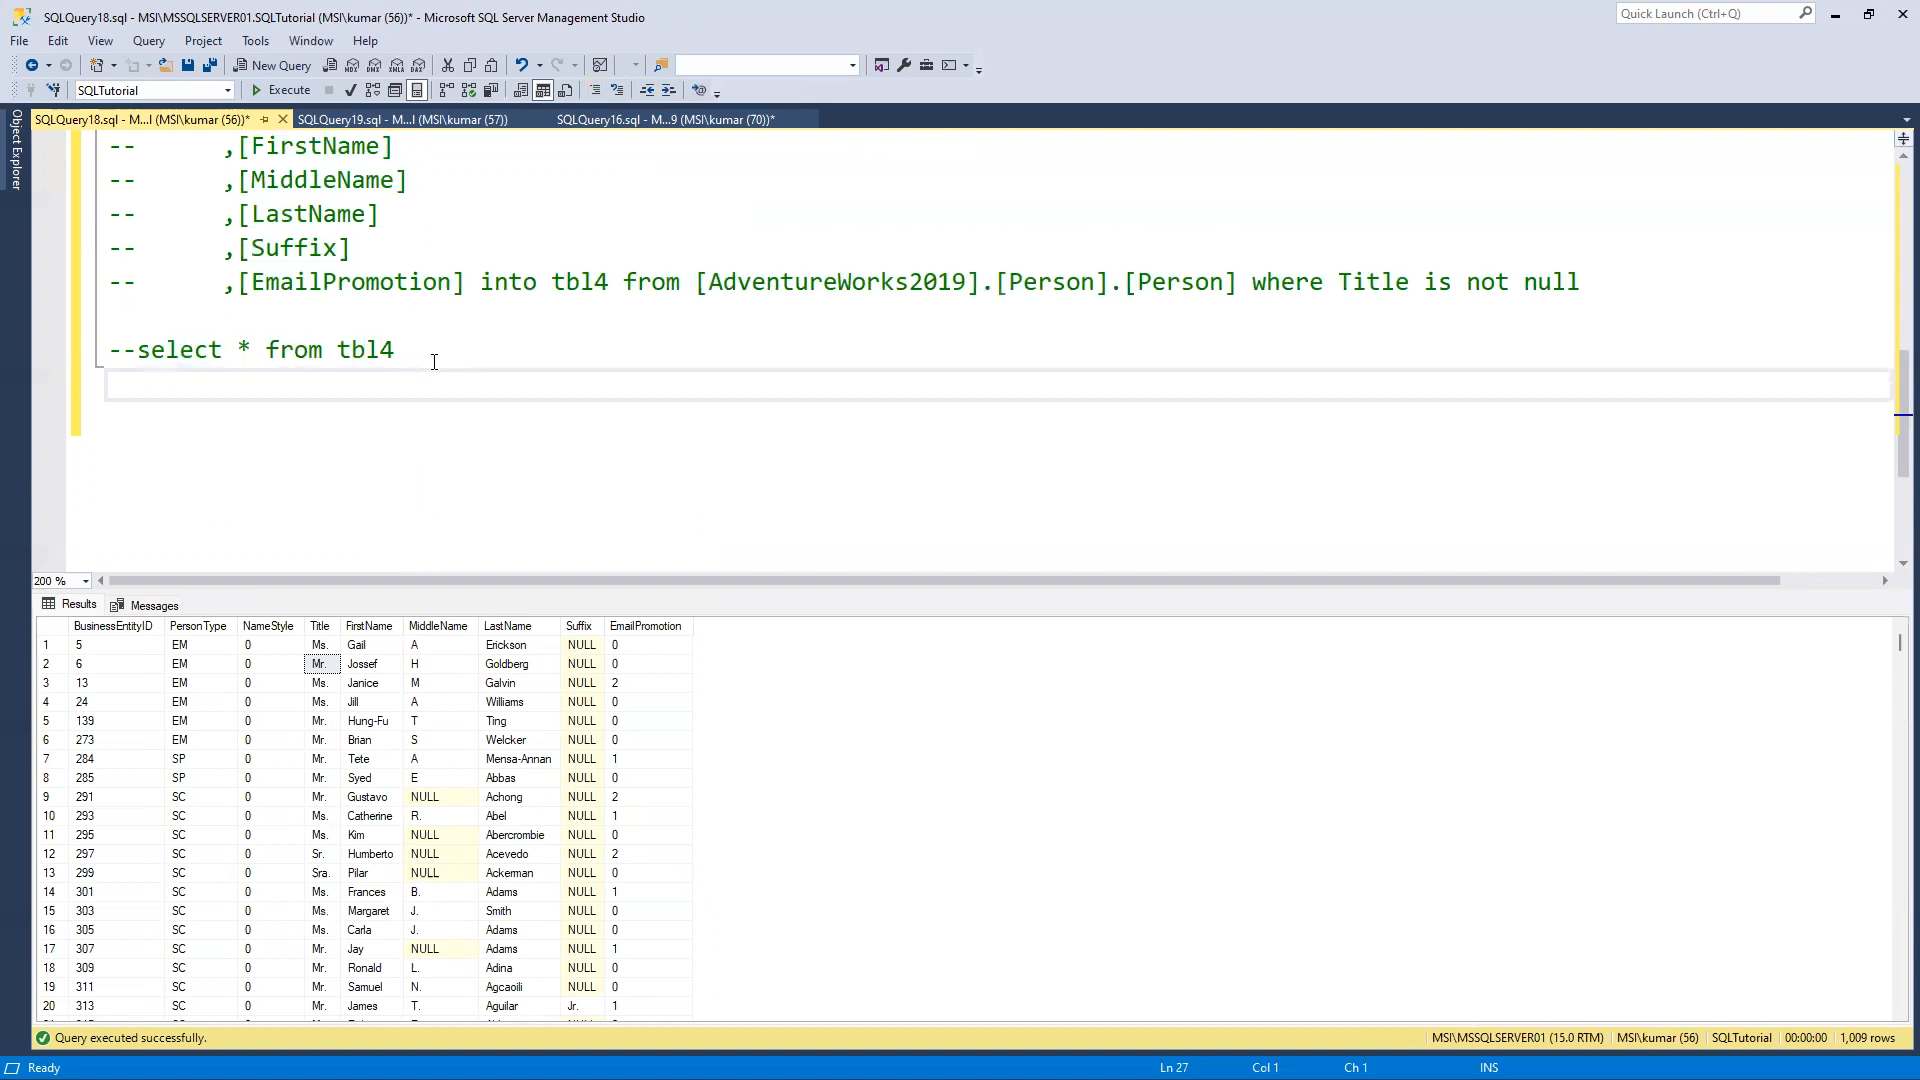 SQLQuery18.sql - MSI\MSSQLSERVER01.SQLTutorial (MSI\kumar (56))* - Microsoft SQL Server Management Studio
Quick Launch (Ctrl+Q)
File Edit View Query Project Tools Window Help
New Query
SQLTutorial Execute
SQLQuery18.sql - M...l (MSI\kumar (56))* SQLQuery19.sql - M...l (MSI\kumar (57)) SQLQuery16.sql - M...9 (MSI\kumar (70))*
Object Explorer
-- ,[FirstName]
-- ,[MiddleName]
-- ,[LastName]
-- ,[Suffix]
-- ,[EmailPromotion] into tbl4 from [AdventureWorks2019].[Person].[Person] where Title is not null
--select * from tbl4
200 %
Results Messages
BusinessEntityID PersonType NameStyle Title FirstName MiddleName LastName Suffix EmailPromotion
1 5 EM 0 Ms. Gail A Erickson NULL 0
2 6 EM 0 Mr. Jossef H Goldberg NULL 0
3 13 EM 0 Ms. Janice M Galvin NULL 2
4 24 EM 0 Ms. Jill A Williams NULL 0
5 139 EM 0 Mr. Hung-Fu T Ting NULL 0
6 273 EM 0 Mr. Brian S Welcker NULL 0
7 284 SP 0 Mr. Tete A Mensa-Annan NULL 1
8 285 SP 0 Mr. Syed E Abbas NULL 0
9 291 SC 0 Mr. Gustavo NULL Achong NULL 2
10 293 SC 0 Ms. Catherine R. Abel NULL 1
11 295 SC 0 Ms. Kim NULL Abercrombie NULL 0
12 297 SC 0 Sr. Humberto NULL Acevedo NULL 2
13 299 SC 0 Sra. Pilar NULL Ackerman NULL 0
14 301 SC 0 Ms. Frances B. Adams NULL 1
15 303 SC 0 Ms. Margaret J. Smith NULL 0
16 305 SC 0 Ms. Carla J. Adams NULL 0
17 307 SC 0 Mr. Jay NULL Adams NULL 1
18 309 SC 0 Mr. Ronald L. Adina NULL 0
19 311 SC 0 Mr. Samuel N. Agcaoili NULL 0
20 313 SC 0 Mr. James T. Aguilar Jr. 1
Query executed successfully. MSI\MSSQLSERVER01 (15.0 RTM) MSI\kumar (56) SQLTutorial 00:00:00 1,009 rows
Ready Ln 27 Col 1 Ch 1 INS